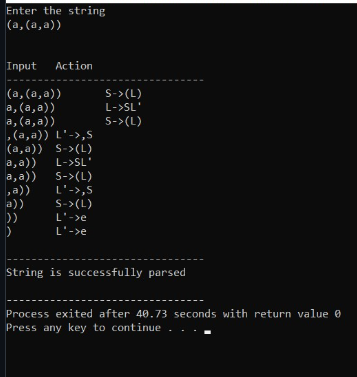 Enter the string
(a,(a,a))
Input   Action
--------------------------------
(a,(a,a))       S->(L)
a,(a,a))        L->SL'
a,(a,a))        S->(L)
,(a,a)) L'->,S
(a,a))  S->(L)
a,a))   L->SL'
a,a))   S->(L)
,a))    L'->,S
a))     S->(L)
))      L'->e
)       L'->e
--------------------------------
String is successfully parsed
--------------------------------
Process exited after 40.73 seconds with return value 0
Press any key to continue . . .